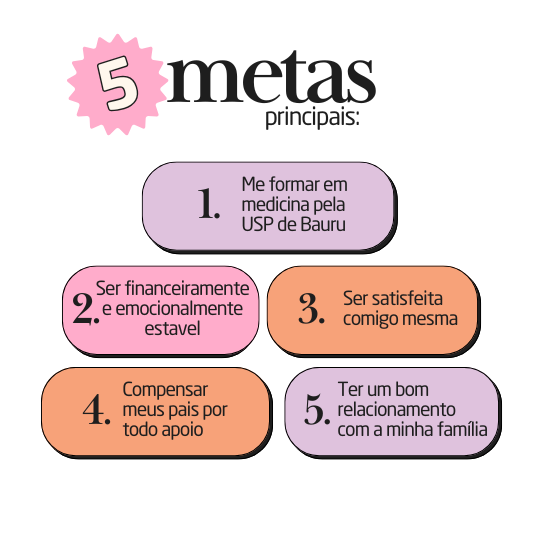 5 metas
principais:
1. Me formar em
medicina pela
USP de Bauru
2. Ser financeiramente
e emocionalmente
estavel
3. Ser satisfeita
comigo mesma
4. Compensar
meus pais por
todo apoio
5. Ter um bom
relacionamento
com a minha família